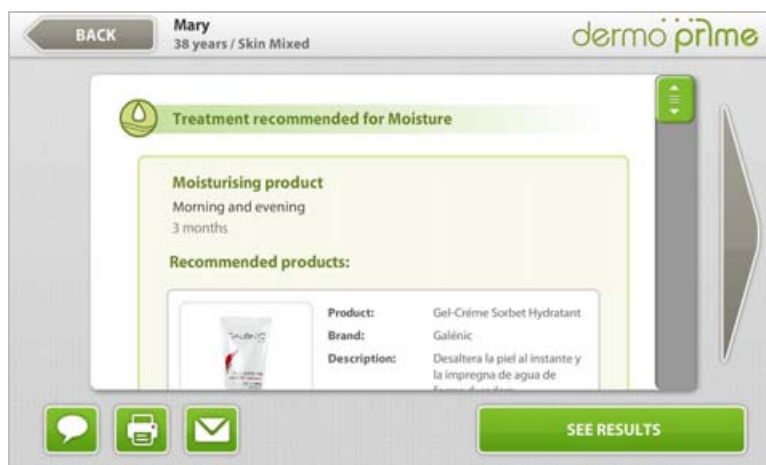 BACK
Mary
38 years / Skin Mixed
dermo prime
Treatment recommended for Moisture
Moisturising product
Morning and evening
3 months
Recommended products:
Product: Gel-Créme Sorbet Hydratant
Brand: Galénic
Description: Desaltera la piel al instante y
la impregna de agua de
GALÉNIC
SEE RESULTS